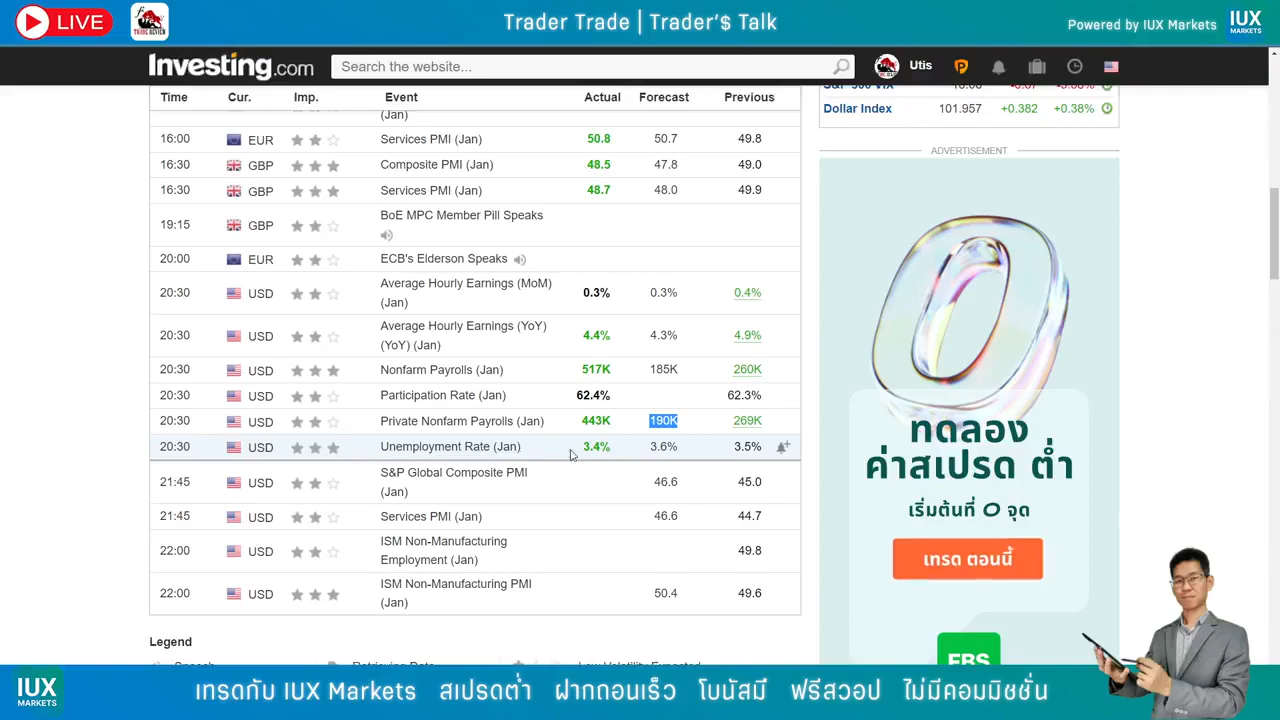 LIVE
TRADE REVIEW
Trader Trade | Trader'$ Talk
Powered by IUX Markets
IUX
MARKETS
Investing.com
Search the website...
Utis
Time Cur. Imp. Event Actual Forecast Previous
(Jan)
Dollar Index 101.957 +0.382 +0.38%
16:00 EUR Services PMI (Jan) 50.8 50.7 49.8
16:30 GBP Composite PMI (Jan) 48.5 47.8 49.0
16:30 GBP Services PMI (Jan) 48.7 48.0 49.9
19:15 GBP BoE MPC Member Pill Speaks
20:00 EUR ECB's Elderson Speaks
20:30 USD Average Hourly Earnings (MoM)
(Jan) 0.3% 0.3% 0.4%
20:30 USD Average Hourly Earnings (YoY)
(YoY) (Jan) 4.4% 4.3% 4.9%
20:30 USD Nonfarm Payrolls (Jan) 517K 185K 260K
20:30 USD Participation Rate (Jan) 62.4% 62.3%
20:30 USD Private Nonfarm Payrolls (Jan) 443K 190K 269K
20:30 USD Unemployment Rate (Jan) 3.4% 3.6% 3.5%
21:45 USD S&P Global Composite PMI
(Jan) 46.6 45.0
21:45 USD Services PMI (Jan) 46.6 44.7
22:00 USD ISM Non-Manufacturing
Employment (Jan) 49.8
22:00 USD ISM Non-Manufacturing PMI
(Jan) 50.4 49.6
Legend
ADVERTISEMENT
ทดลอง
ค่าสเปรด ต่ำ
เริ่มต้นที่ 0 จุด
เทรด ตอนนี้
FBS
IUX
MARKETS
เทรดกับ IUX Markets สเปรดต่ำ ฝากถอนเร็ว โบนัสมี ฟรีสวอป ไม่มีคอมมิชชั่น